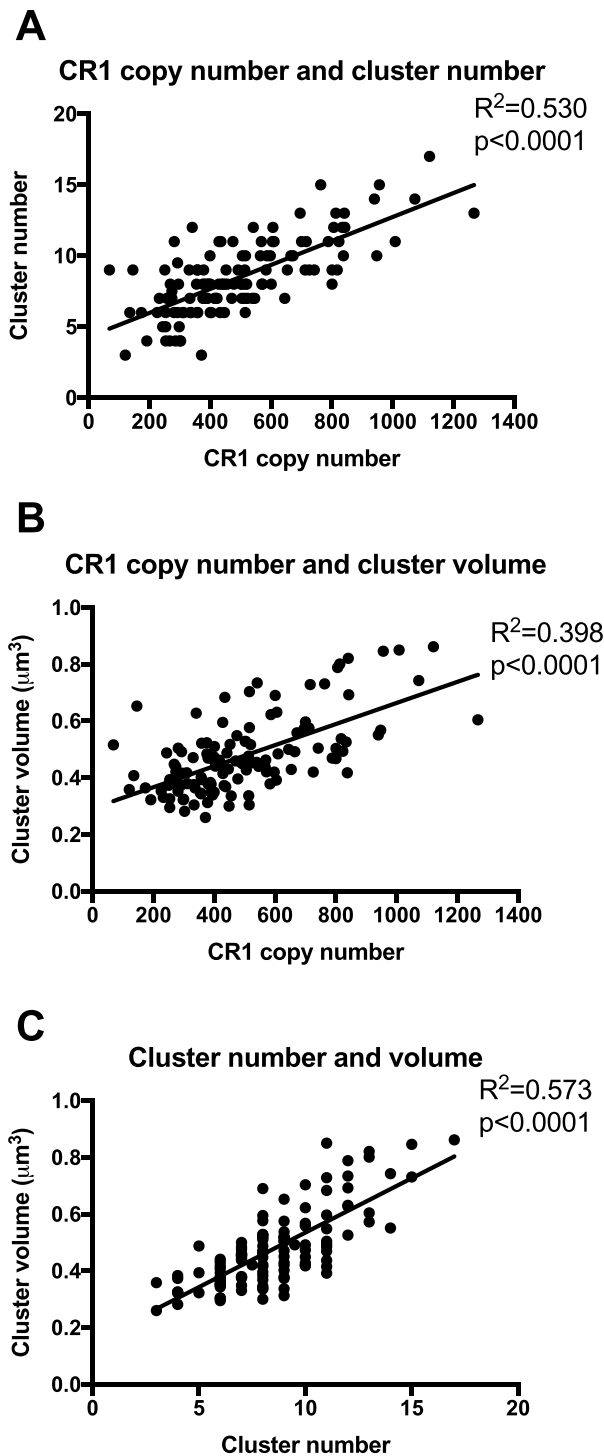 A
CR1 copy number and cluster number
R²=0.530
p<0.0001
Cluster number
20
15
10
5
0
0 200 400 600 800 1000 1200 1400
CR1 copy number
B
CR1 copy number and cluster volume
R²=0.398
p<0.0001
Cluster volume (μm³)
1.0
0.8
0.6
0.4
0.2
0.0
0 200 400 600 800 1000 1200 1400
CR1 copy number
C
Cluster number and volume
R²=0.573
p<0.0001
Cluster volume (μm³)
1.0
0.8
0.6
0.4
0.2
0.0
0 5 10 15 20
Cluster number